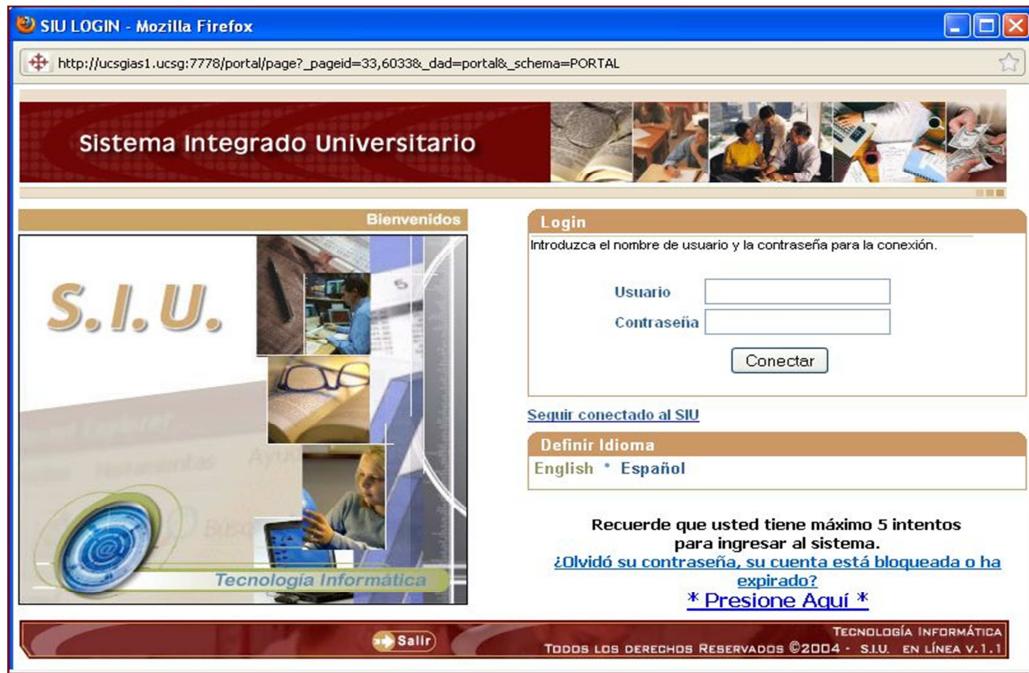 SIU LOGIN - Mozilla Firefox
http://ucsgias1.ucsg:7778/portal/page?_pageid=33,6033&_dad=portal&_schema=PORTAL
Sistema Integrado Universitario
Bienvenidos
S.I.U.
Tecnología Informática
Login
Introduzca el nombre de usuario y la contraseña para la conexión.
Usuario
Contraseña
Conectar
Seguir conectado al SIU
Definir Idioma
English * Español
Recuerde que usted tiene máximo 5 intentos
para ingresar al sistema.
¿Olvidó su contraseña, su cuenta está bloqueada o ha
expirado?
* Presione Aquí *
Salir
TECNOLOGÍA INFORMÁTICA
TODOS LOS DERECHOS RESERVADOS ©2004 - S.I.U. EN LÍNEA V.1.1